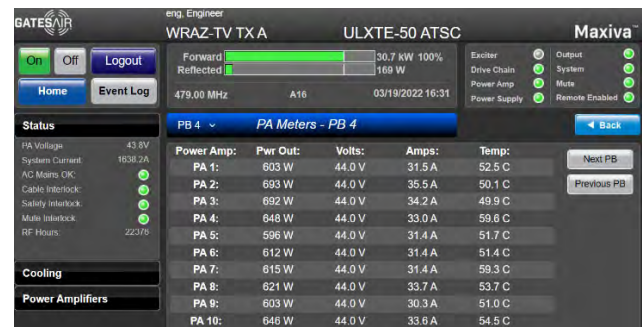 GATESAIR
eng, Engineer
WRAZ-TV TX A ULXTE-50 ATSC Maxiva™
On Off Logout
Home Event Log
Forward 30.7 kW 100%
Reflected 169 W
479.00 MHz A16 03/19/2022 16:31
Exciter Output
Drive Chain System
Power Amp Mute
Power Supply Remote Enabled
Status
PB 4 PA Meters - PB 4 Back
PA Voltage 43.8V
System Current 1638.2A
AC Mains OK:
Cable Interlock:
Safety Interlock:
Mute Interlock:
RF Hours: 22376
Cooling
Power Amplifiers
Power Amp: Pwr Out: Volts: Amps: Temp:
PA 1: 603 W 44.0 V 31.5 A 52.5 C
PA 2: 693 W 44.0 V 35.5 A 50.1 C
PA 3: 692 W 44.0 V 34.2 A 49.9 C
PA 4: 648 W 44.0 V 33.0 A 59.6 C
PA 5: 596 W 44.0 V 31.4 A 51.7 C
PA 6: 612 W 44.0 V 31.4 A 51.4 C
PA 7: 615 W 44.0 V 31.4 A 59.3 C
PA 8: 621 W 44.0 V 33.7 A 53.7 C
PA 9: 603 W 44.0 V 30.3 A 51.0 C
PA 10: 646 W 44.0 V 33.6 A 54.5 C
Next PB
Previous PB